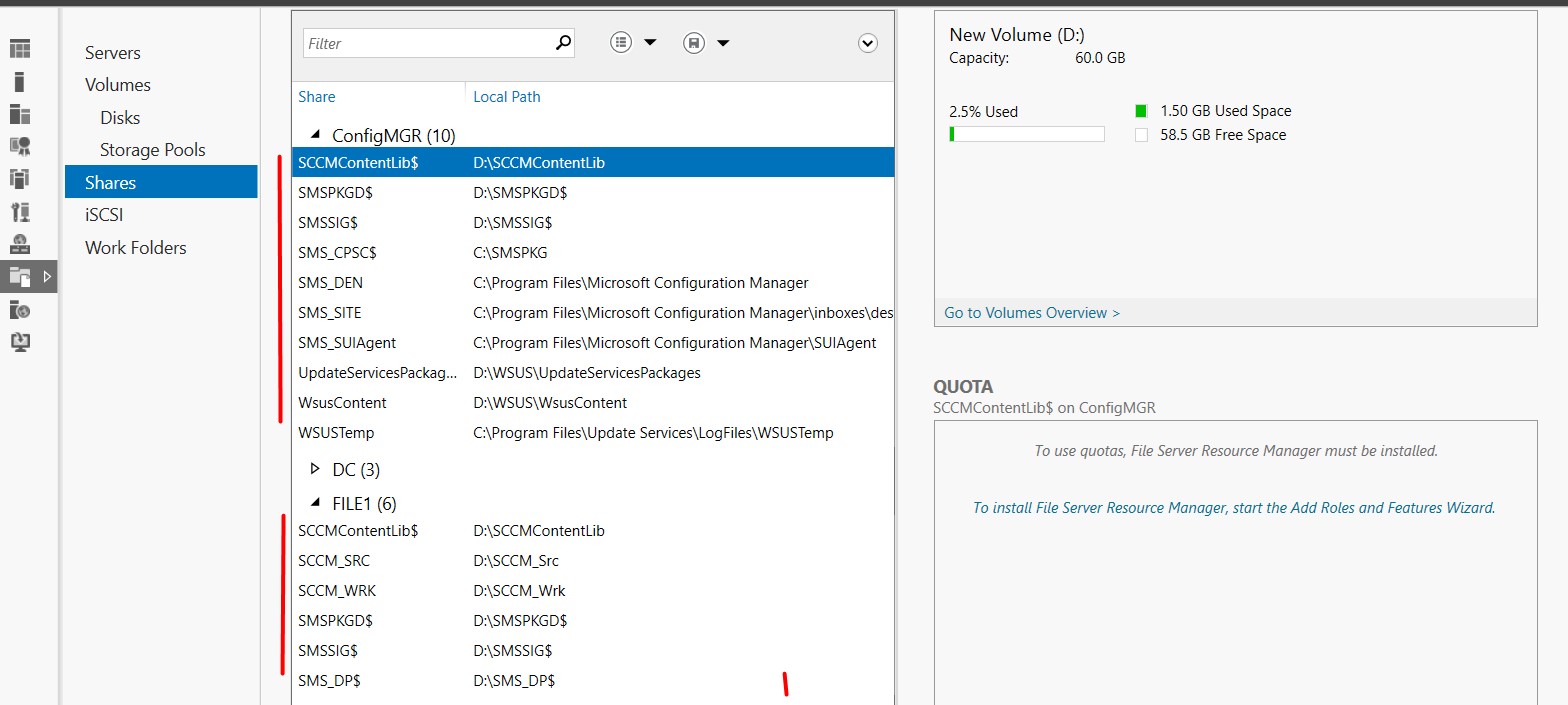 Servers
Volumes
Disks
Storage Pools
Shares
iSCSI
Work Folders
Filter
Share Local Path
ConfigMGR (10)
SCCMContentLib$ D:\SCCMContentLib
SMSPKGD$ D:\SMSPKGD$
SMSSIG$ D:\SMSSIG$
SMS_CPSC$ C:\SMSPKG
SMS_DEN C:\Program Files\Microsoft Configuration Manager
SMS_SITE C:\Program Files\Microsoft Configuration Manager\inboxes\des
SMS_SUIAgent C:\Program Files\Microsoft Configuration Manager\SUIAgent
UpdateServicesPackag... D:\WSUS\UpdateServicesPackages
WsusContent D:\WSUS\WsusContent
WSUSTemp C:\Program Files\Update Services\LogFiles\WSUSTemp
DC (3)
FILE1 (6)
SCCMContentLib$ D:\SCCMContentLib
SCCM_SRC D:\SCCM_Src
SCCM_WRK D:\SCCM_Wrk
SMSPKGD$ D:\SMSPKGD$
SMSSIG$ D:\SMSSIG$
SMS_DP$ D:\SMS_DP$
New Volume (D:)
Capacity: 60.0 GB
2.5% Used
1.50 GB Used Space
58.5 GB Free Space
Go to Volumes Overview >
QUOTA
SCCMContentLib$ on ConfigMGR
To use quotas, File Server Resource Manager must be installed.
To install File Server Resource Manager, start the Add Roles and Features Wizard.